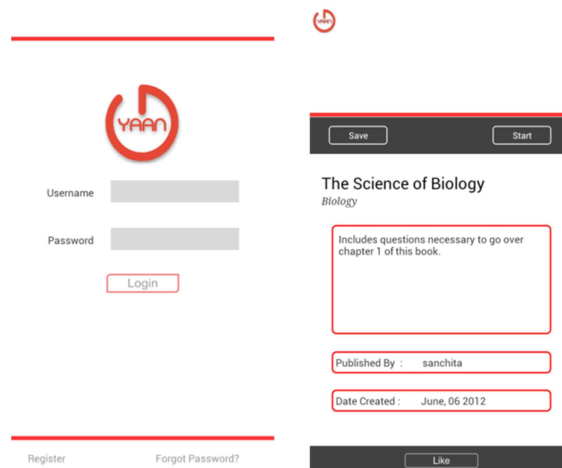 YAAN
Username
Password
Login
Register
Forgot Password?
YAAN
Save
Start
The Science of Biology
Biology
Includes questions necessary to go over
chapter 1 of this book.
Published By : sanchita
Date Created : June, 06 2012
Like